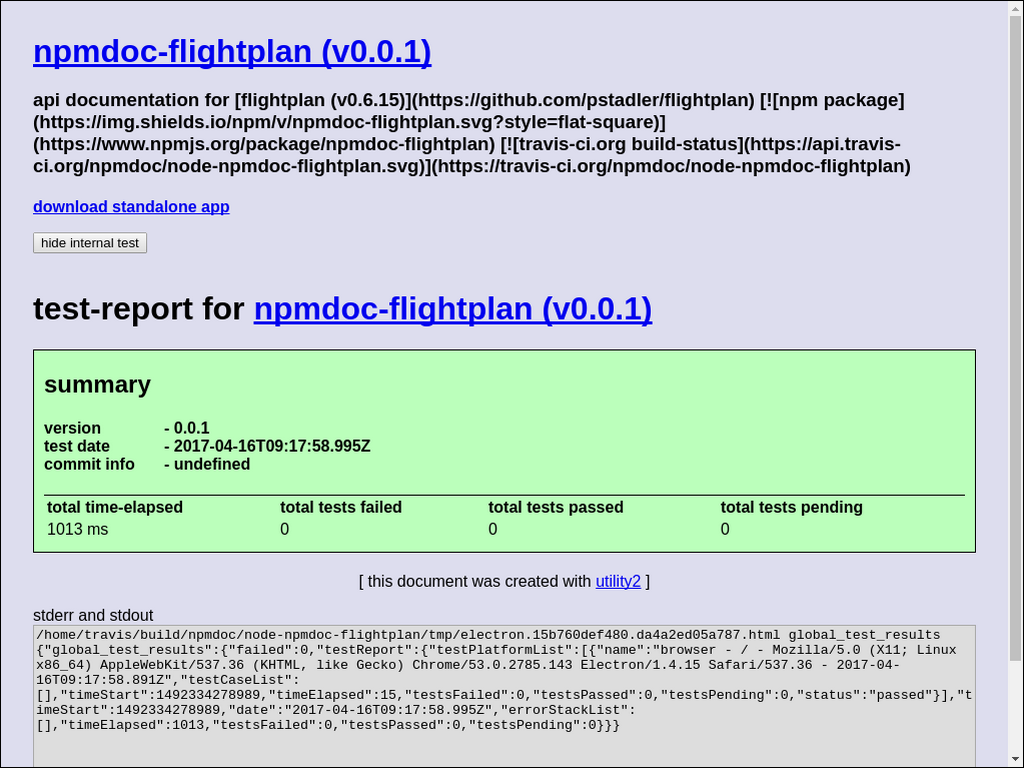 npmdoc-flightplan (v0.0.1)
api documentation for [flightplan (v0.6.15)](https://github.com/pstadler/flightplan) [![npm package]
(https://img.shields.io/npm/v/npmdoc-flightplan.svg?style=flat-square)]
(https://www.npmjs.org/package/npmdoc-flightplan) [![travis-ci.org build-status](https://api.travis-
ci.org/npmdoc/node-npmdoc-flightplan.svg)](https://travis-ci.org/npmdoc/node-npmdoc-flightplan)
download standalone app
hide internal test
test-report for npmdoc-flightplan (v0.0.1)
summary
version - 0.0.1
test date - 2017-04-16T09:17:58.995Z
commit info - undefined
total time-elapsed total tests failed total tests passed total tests pending
1013 ms 0 0 0
[ this document was created with utility2 ]
stderr and stdout
/home/travis/build/npmdoc/node-npmdoc-flightplan/tmp/electron.15b760def480.da4a2ed05a787.html global_test_results
{"global_test_results":{"failed":0,"testReport":{"testPlatformList":[{"name":"browser - / - Mozilla/5.0 (X11; Linux
x86_64) AppleWebKit/537.36 (KHTML, like Gecko) Chrome/53.0.2785.143 Electron/1.4.15 Safari/537.36 - 2017-04-
16T09:17:58.891Z","testCaseList":
[],"timeStart":1492334278989,"timeElapsed":15,"testsFailed":0,"testsPassed":0,"testsPending":0,"status":"passed"}],"t
imeStart":1492334278989,"date":"2017-04-16T09:17:58.995Z","errorStackList":
[],"timeElapsed":1013,"testsFailed":0,"testsPassed":0,"testsPending":0}}}